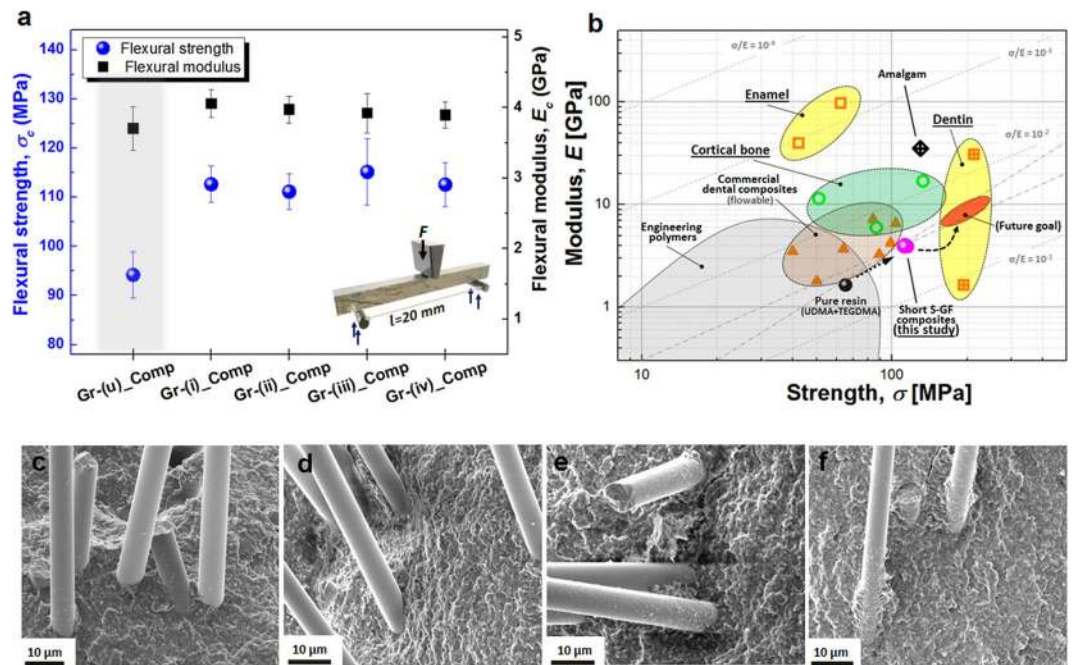 a
Flexural strength
Flexural modulus
Flexural strength, σc (MPa)
140
130
120
110
100
90
80
Flexural modulus, Ec (GPa)
5
4
3
2
1
F
l=20 mm
Gr-(u)_Comp
Gr-(i)_Comp
Gr-(ii)_Comp
Gr-(iii)_Comp
Gr-(iv)_Comp
b
Modulus, E [GPa]
100
10
1
σ/E = 10⁻⁴
σ/E = 10⁻³
σ/E = 10⁻²
σ/E = 10⁻¹
Amalgam
Enamel
Dentin
Cortical bone
Commercial
dental composites
(flowable)
Engineering
polymers
(Future goal)
Pure resin
(UDMA+TEGDMA)
Short S-GF
composites
(this study)
10
100
Strength, σ [MPa]
c
10 µm
d
10 µm
e
10 µm
f
10 µm